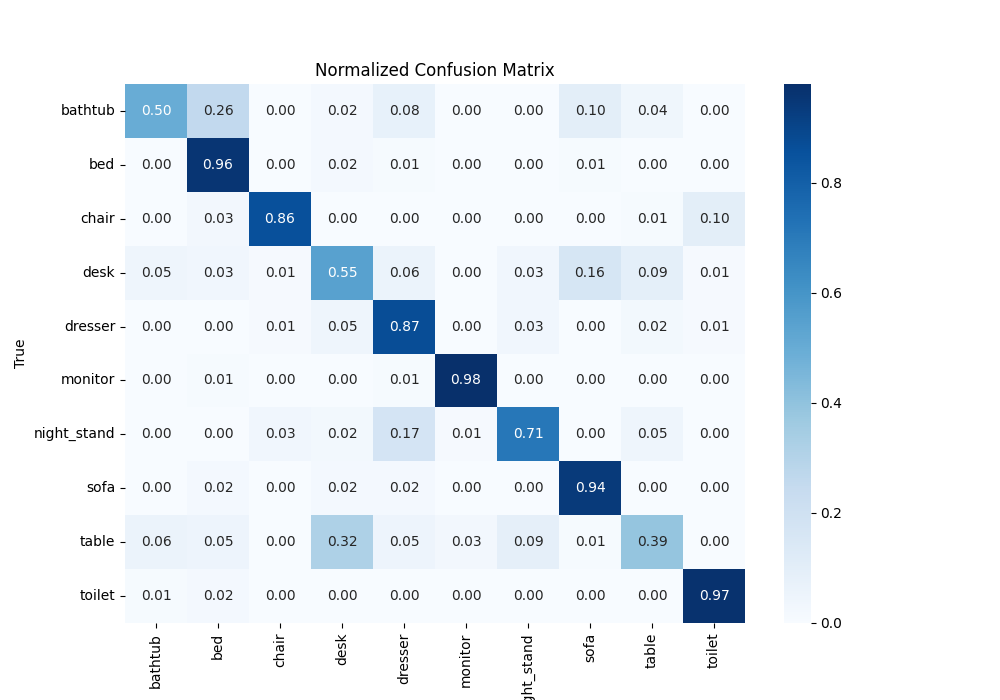 Normalized Confusion Matrix
bathtub 0.50 0.26 0.00 0.02 0.08 0.00 0.00 0.10 0.04 0.00
bed 0.00 0.96 0.00 0.02 0.01 0.00 0.00 0.01 0.00 0.00
chair 0.00 0.03 0.86 0.00 0.00 0.00 0.00 0.00 0.01 0.10
desk 0.05 0.03 0.01 0.55 0.06 0.00 0.03 0.16 0.09 0.01
dresser 0.00 0.00 0.01 0.05 0.87 0.00 0.03 0.00 0.02 0.01
monitor 0.00 0.01 0.00 0.00 0.01 0.98 0.00 0.00 0.00 0.00
night_stand 0.00 0.00 0.03 0.02 0.17 0.01 0.71 0.00 0.05 0.00
sofa 0.00 0.02 0.00 0.02 0.02 0.00 0.00 0.94 0.00 0.00
table 0.06 0.05 0.00 0.32 0.05 0.03 0.09 0.01 0.39 0.00
toilet 0.01 0.02 0.00 0.00 0.00 0.00 0.00 0.00 0.00 0.97
True
bathtub bed chair desk dresser monitor ght_stand sofa table toilet
0.8
0.6
0.4
0.2
0.0